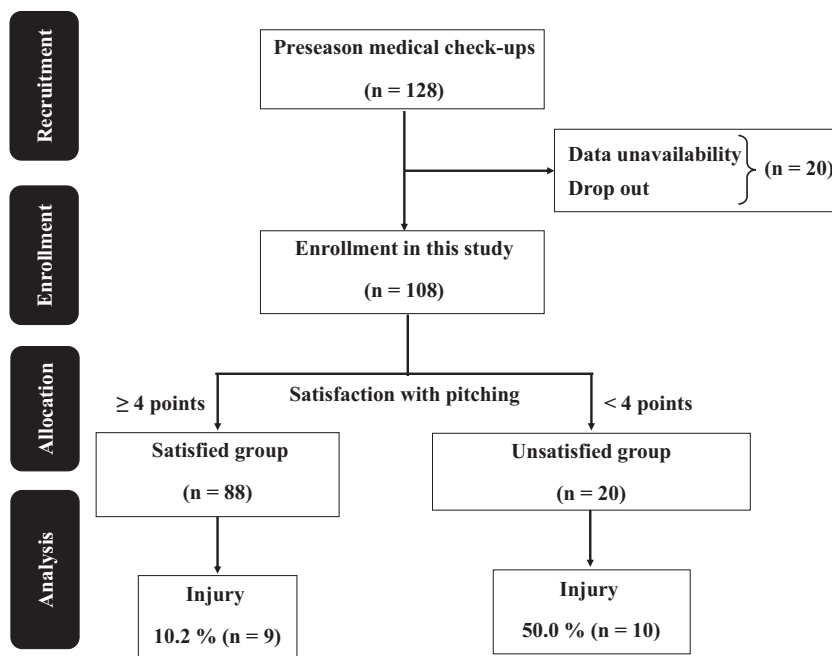 Recruitment
Preseason medical check-ups
(n = 128)
Data unavailability
Drop out
(n = 20)
Enrollment
Enrollment in this study
(n = 108)
Allocation
Satisfaction with pitching
≥ 4 points
< 4 points
Satisfied group
(n = 88)
Unsatisfied group
(n = 20)
Analysis
Injury
10.2 % (n = 9)
Injury
50.0 % (n = 10)